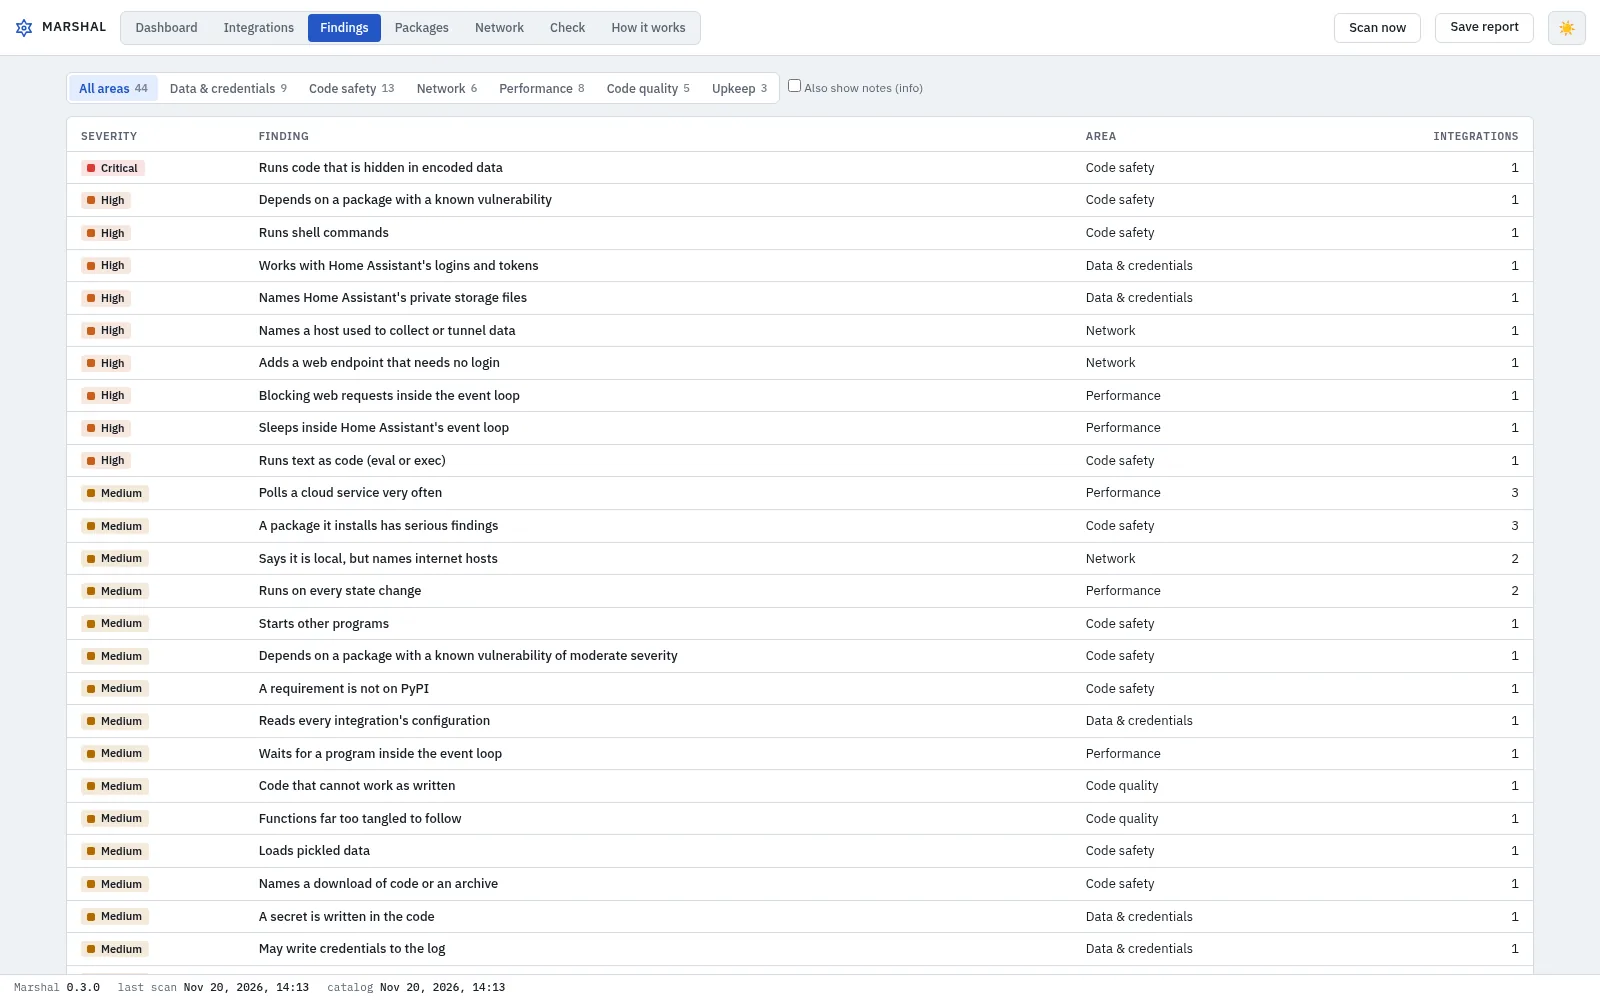 MARSHAL Dashboard Integrations Findings Packages Network Check How it works Scan now Save report
All areas 44 Data & credentials 9 Code safety 13 Network 6 Performance 8 Code quality 5 Upkeep 3 Also show notes (info)
SEVERITY FINDING AREA INTEGRATIONS
Critical Runs code that is hidden in encoded data Code safety 1
High Depends on a package with a known vulnerability Code safety 1
High Runs shell commands Code safety 1
High Works with Home Assistant's logins and tokens Data & credentials 1
High Names Home Assistant's private storage files Data & credentials 1
High Names a host used to collect or tunnel data Network 1
High Adds a web endpoint that needs no login Network 1
High Blocking web requests inside the event loop Performance 1
High Sleeps inside Home Assistant's event loop Performance 1
High Runs text as code (eval or exec) Code safety 1
Medium Polls a cloud service very often Performance 3
Medium A package it installs has serious findings Code safety 3
Medium Says it is local, but names internet hosts Network 2
Medium Runs on every state change Performance 2
Medium Starts other programs Code safety 1
Medium Depends on a package with a known vulnerability of moderate severity Code safety 1
Medium A requirement is not on PyPI Code safety 1
Medium Reads every integration's configuration Data & credentials 1
Medium Waits for a program inside the event loop Performance 1
Medium Code that cannot work as written Code quality 1
Medium Functions far too tangled to follow Code quality 1
Medium Loads pickled data Code safety 1
Medium Names a download of code or an archive Code safety 1
Medium A secret is written in the code Data & credentials 1
Medium May write credentials to the log Data & credentials 1
Marshal 0.3.0 last scan Nov 20, 2026, 14:13 catalog Nov 20, 2026, 14:13